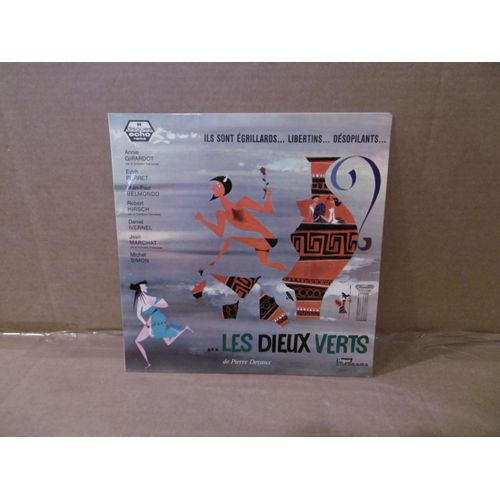 echo
ILS SONT ÉGRILLARDS... LIBERTINS... DÉSOPILANTS...
Annie
GIRARDOT
Edith
PERRET
Jean-Paul
BELMONDO
Robert
HIRSCH
Daniel
IVERNEL
Jean
MARCHAT
Michel
SIMON
... LES DIEUX VERTS
de Pierre Devaux
Vogue